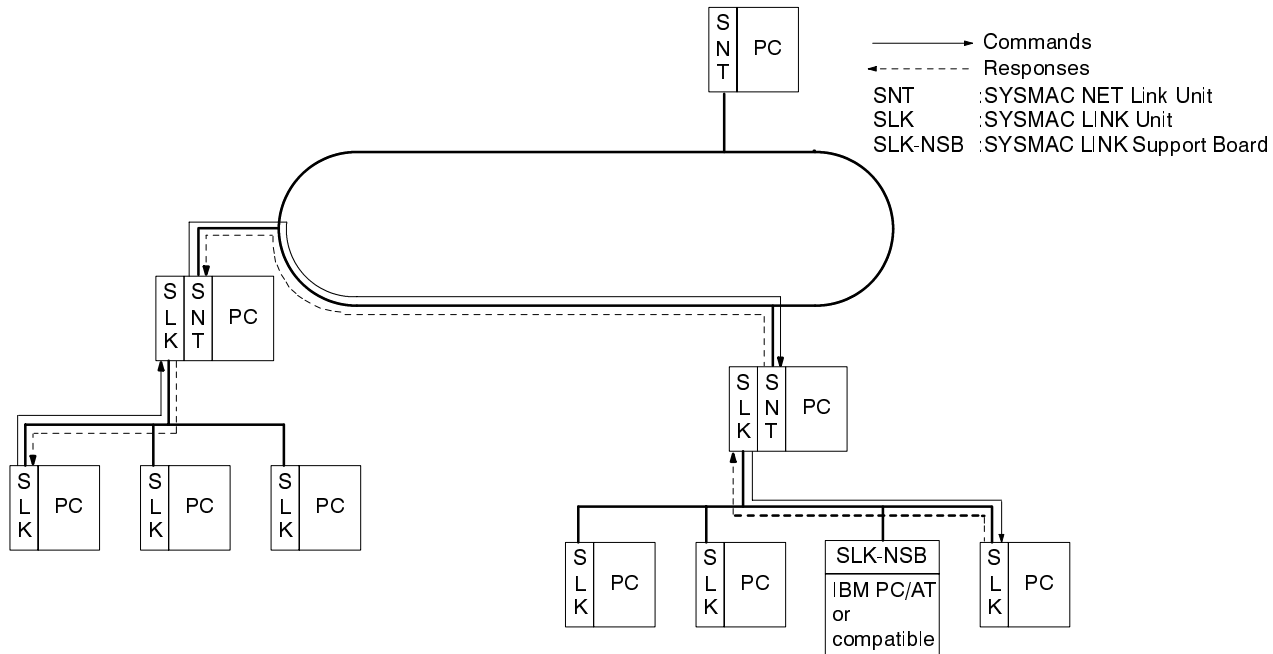 S
N
T
PC
Commands
Responses
SNT :SYSMAC NET Link Unit
SLK :SYSMAC LINK Unit
SLK-NSB :SYSMAC LINK Support Board
S
L
K
S
N
T
PC
S
L
K
S
N
T
PC
S
L
K
PC
S
L
K
PC
S
L
K
PC
S
L
K
PC
S
L
K
PC
SLK-NSB
IBM PC/AT
or
compatible
S
L
K
PC